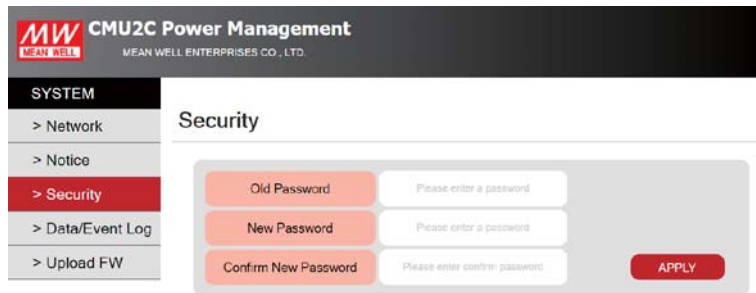 MW
MEAN WELL
CMU2C Power Management
MEAN WELL ENTERPRISES CO., LTD.
SYSTEM
> Network
> Notice
> Security
> Data/Event Log
> Upload FW
Security
Old Password
Please enter a password
New Password
Please enter a password
Confirm New Password
Please enter confirm password
APPLY